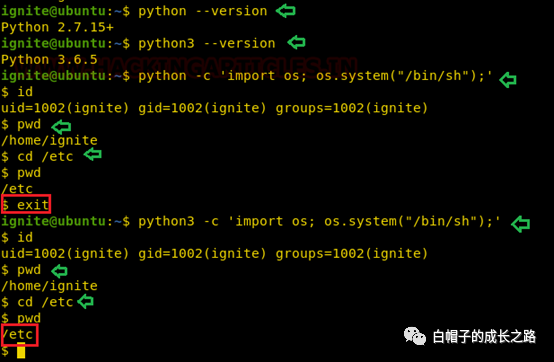 ignite@ubuntu:~$ python --version
Python 2.7.15+
ignite@ubuntu:~$ python3 --version
Python 3.6.5
HACKINGARTICLES.IN
ignite@ubuntu:~$ python -c 'import os; os.system("/bin/sh");'
$ id
uid=1002(ignite) gid=1002(ignite) groups=1002(ignite)
$ pwd
/home/ignite
$ cd /etc
$ pwd
/etc
$ exit
ignite@ubuntu:~$ python3 -c 'import os; os.system("/bin/sh");'
$ id
uid=1002(ignite) gid=1002(ignite) groups=1002(ignite)
$ pwd
/home/ignite
$ cd /etc
$ pwd
/etc
$
白帽子的成长之路